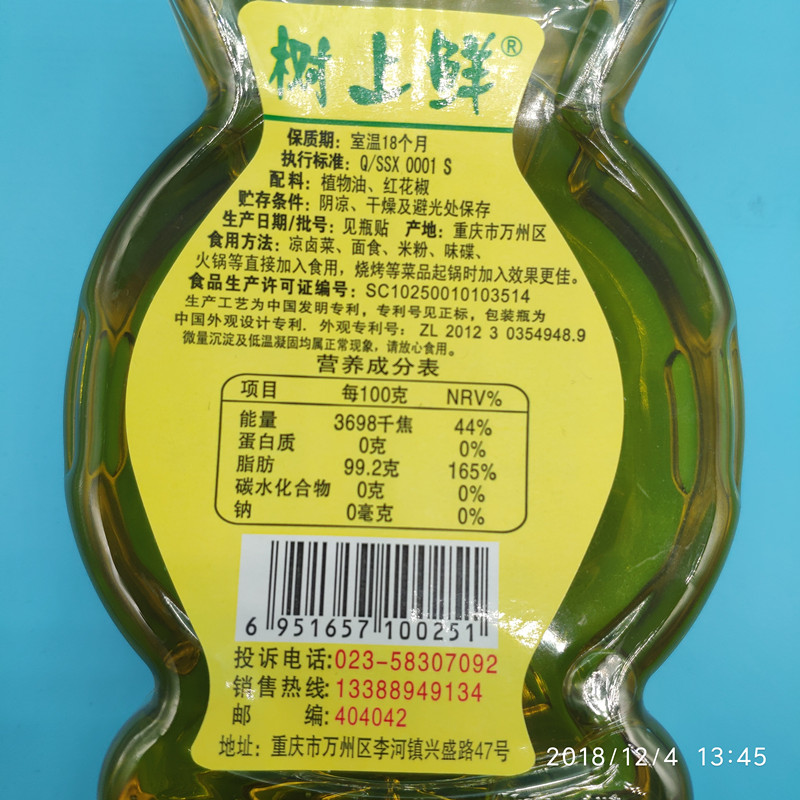 树上鲜®
保质期：室温18个月
执行标准：Q/SSX 0001 S
配料：植物油、红花椒
贮存条件：阴凉、干燥及避光处保存
生产日期/批号：见瓶贴 产地：重庆市万州区
食用方法：凉卤菜、面食、米粉、味碟、
火锅等直接加入食用，烧烤等菜品起锅时加入效果更佳。
食品生产许可证编号：SC10250010103514
生产工艺为中国发明专利，专利号见正标，包装瓶为
中国外观设计专利．外观专利号：ZL 2012 3 0354948.9
微量沉淀及低温凝固均属正常现象，请放心食用。
营养成分表
项目 每100克 NRV%
能量 3698千焦 44%
蛋白质 0克 0%
脂肪 99.2克 165%
碳水化合物 0克 0%
钠 0毫克 0%
6 951657 100251
投诉电话:023-58307092
销售热线:13388949134
邮 编:404042
地址：重庆市万州区李河镇兴盛路47号
2018/12/4 13:45